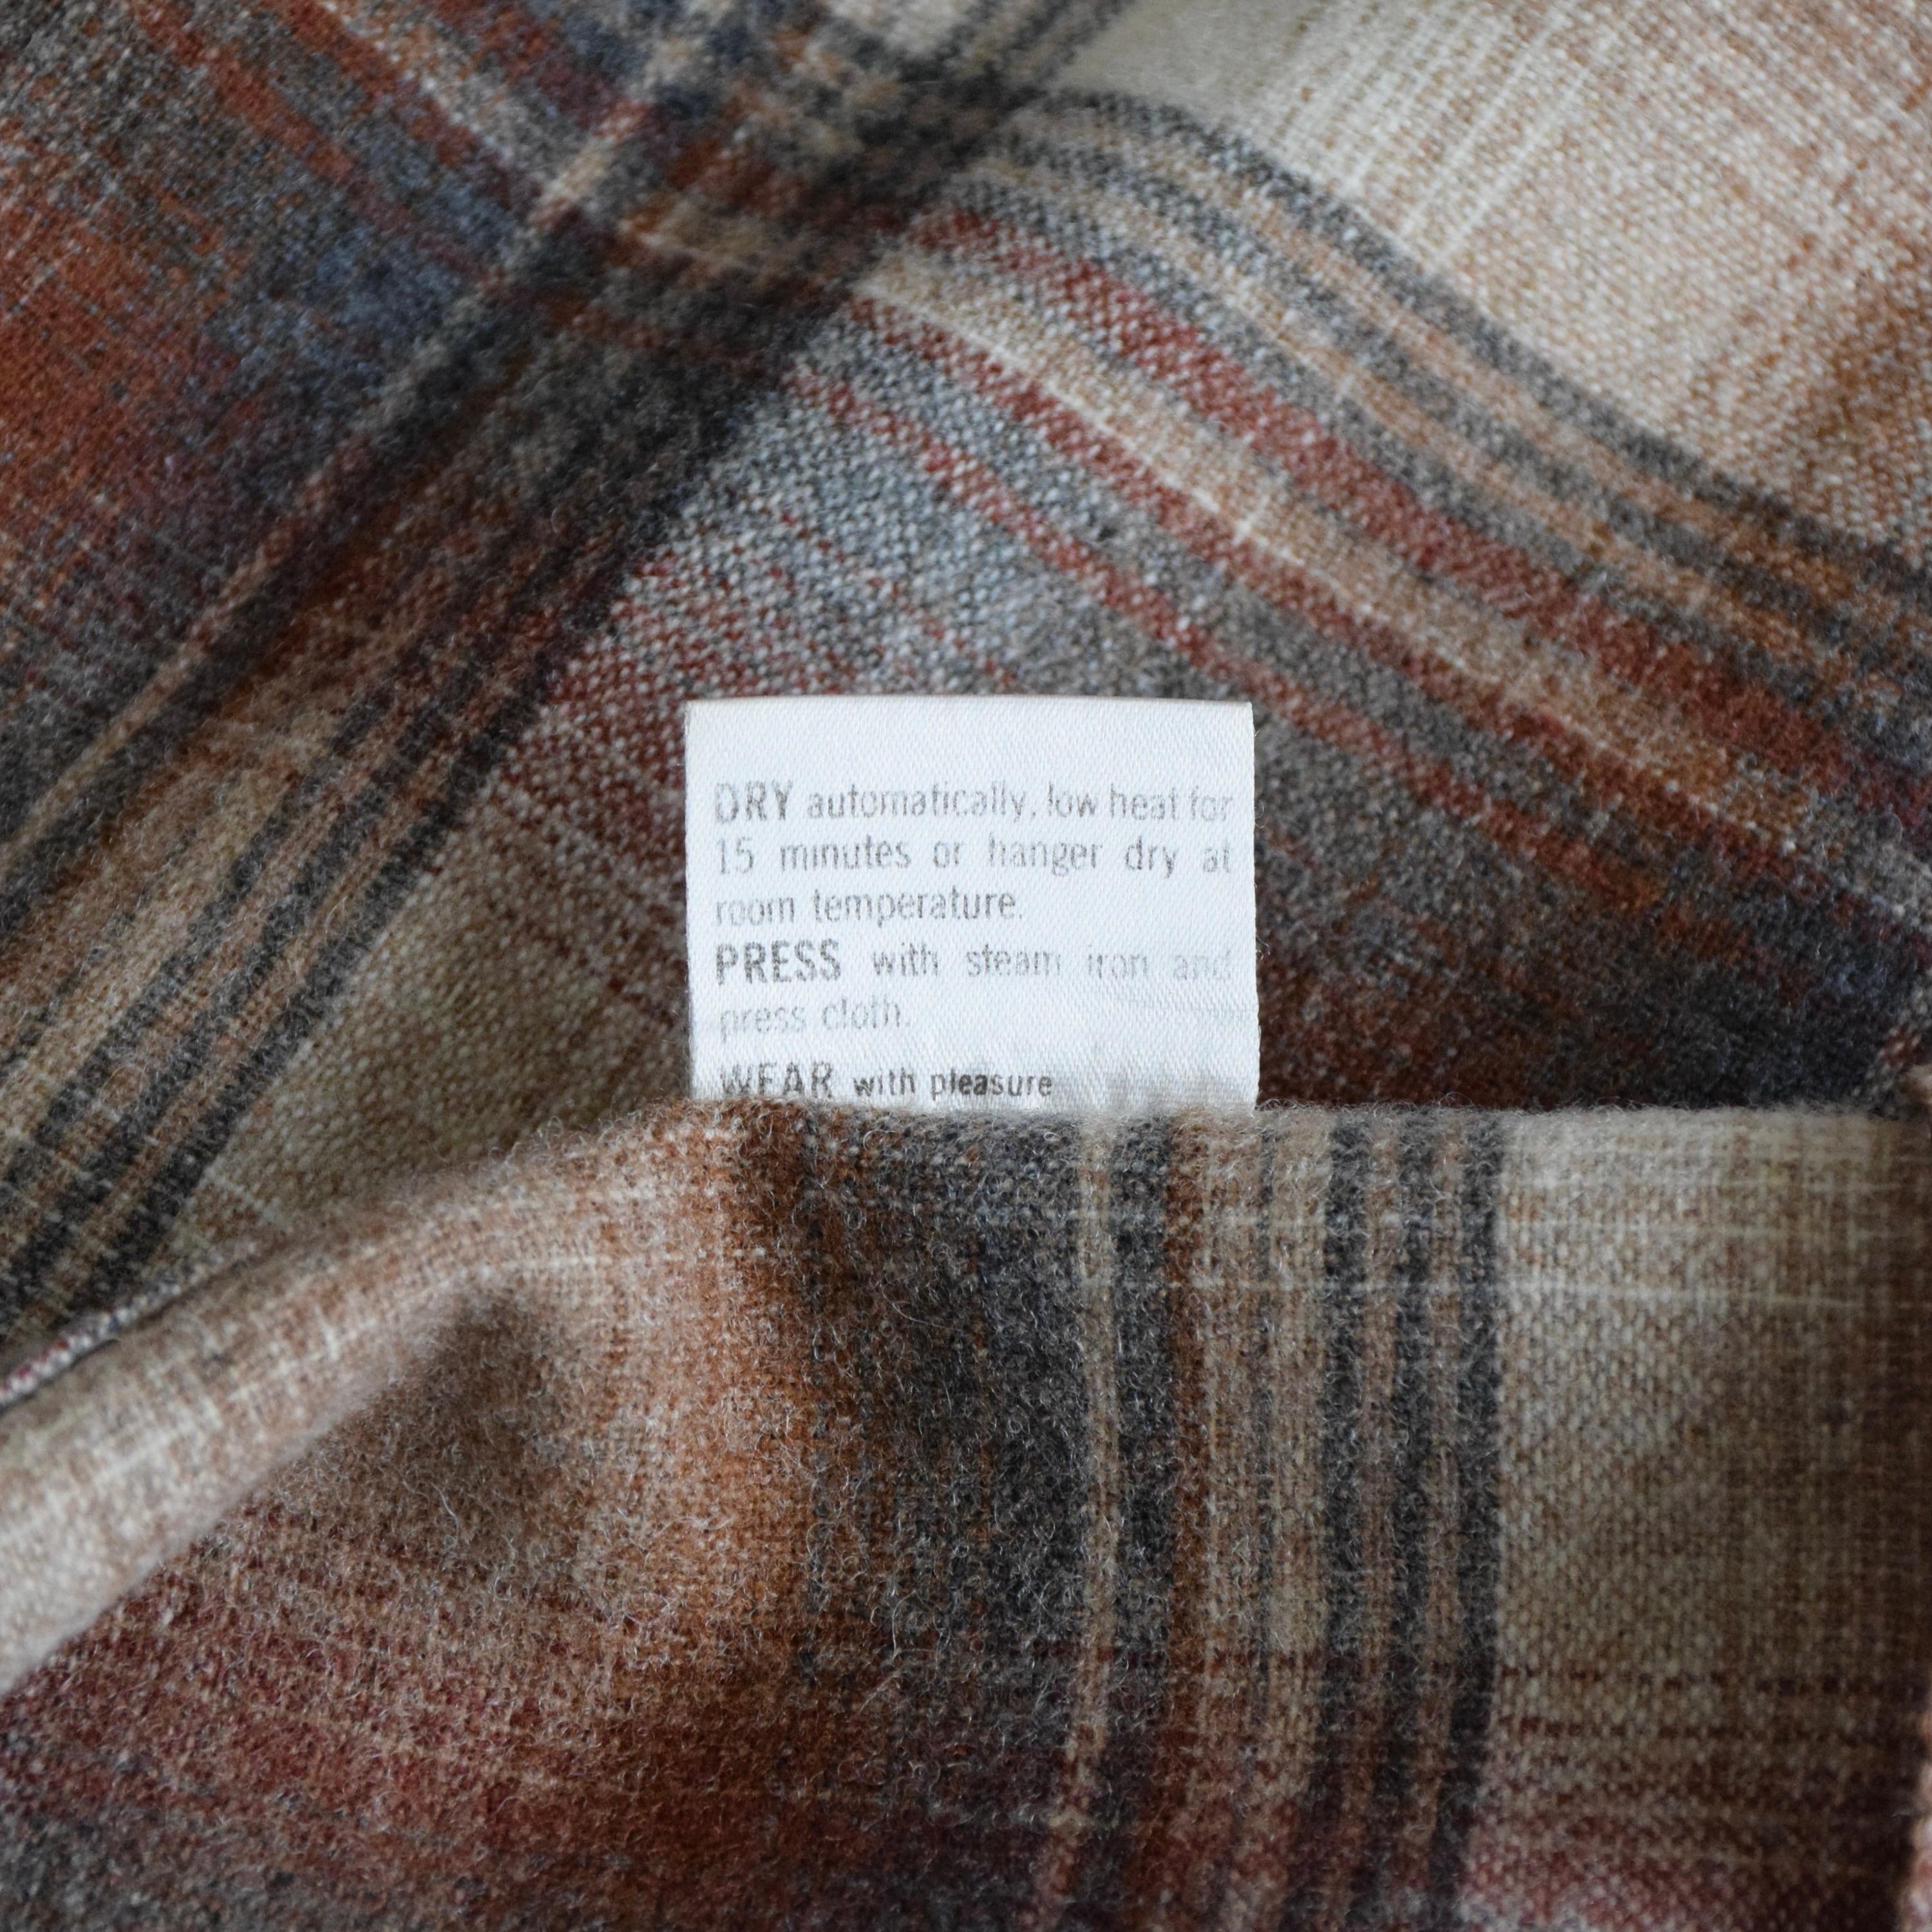 DRY automatically, low heat for
15 minutes or hanger dry at
room temperature.
PRESS with steam iron and
press cloth.
WEAR with pleasure